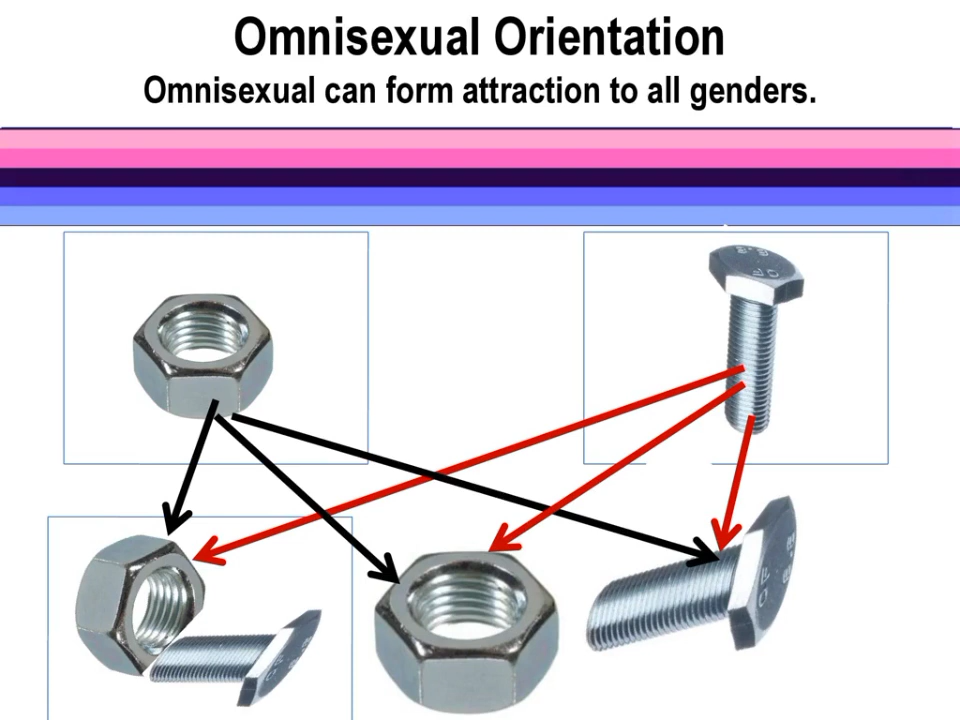 Omnisexual Orientation
Omnisexual can form attraction to all genders.